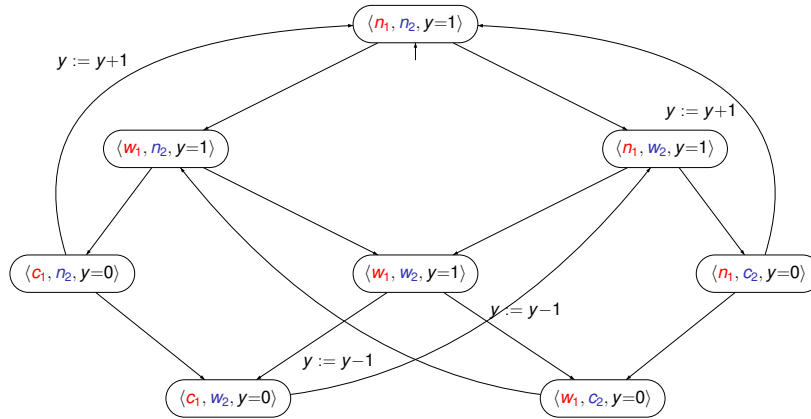 ⟨n₁, n₂, y=1⟩
y := y+1
y := y+1
⟨w₁, n₂, y=1⟩
⟨n₁, w₂, y=1⟩
⟨c₁, n₂, y=0⟩
⟨w₁, w₂, y=1⟩
⟨n₁, c₂, y=0⟩
y := y−1
y := y−1
⟨c₁, w₂, y=0⟩
⟨w₁, c₂, y=0⟩